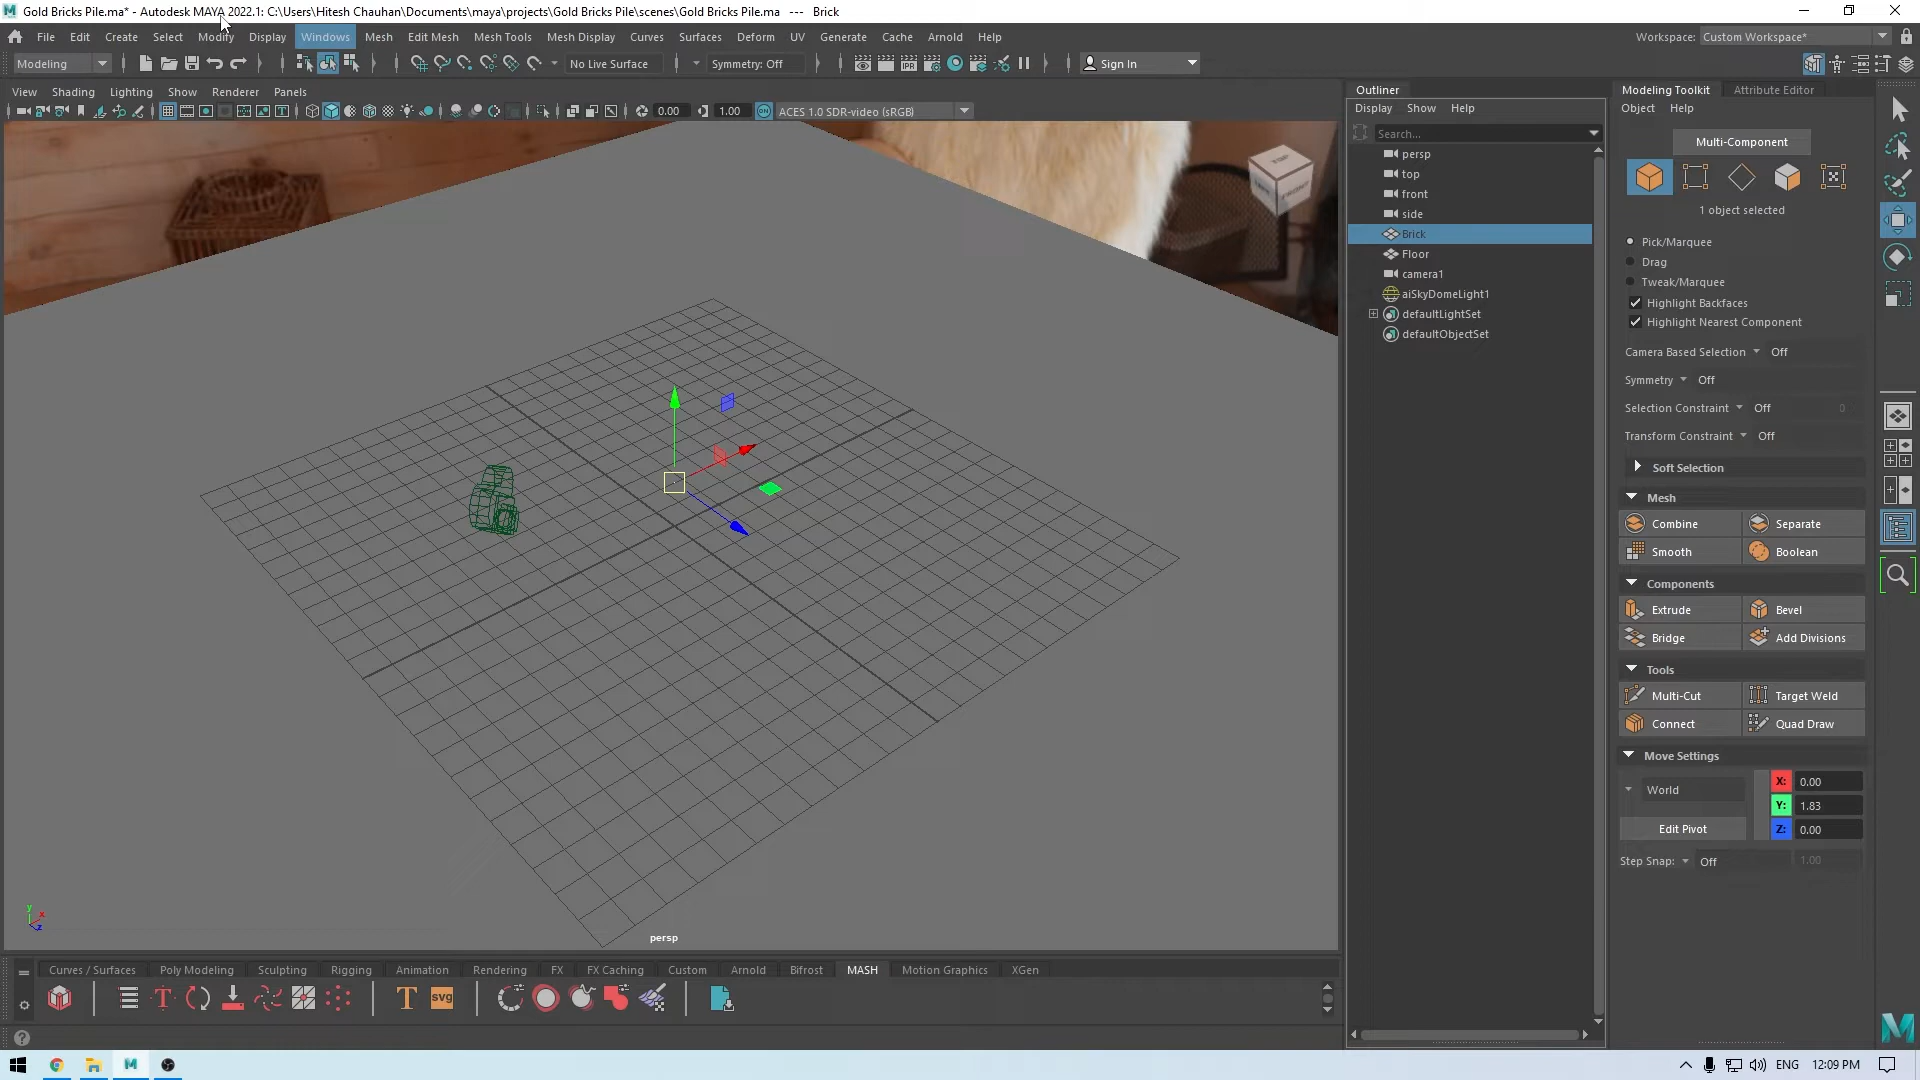 Gold Bricks Pile.ma* - Autodesk MAYA 2022.1: C:\Users\Hitesh Chauhan\Documents\maya\projects\Gold Bricks Pile\scenes\Gold Bricks Pile.ma --- Brick
File Edit Create Select Modify Display Windows Mesh Edit Mesh Mesh Tools Mesh Display Curves Surfaces Deform UV Generate Cache Arnold Help Workspace: Custom Workspace*
Modeling No Live Surface Symmetry: Off Sign In
View Shading Lighting Show Renderer Panels
0.00 1.00 ACES 1.0 SDR-video (sRGB)
persp
Outliner
Display Show Help
Search...
persp
top
front
side
Brick
Floor
camera1
aiSkyDomeLight1
defaultLightSet
defaultObjectSet
Modeling Toolkit Attribute Editor
Object Help
Multi-Component
1 object selected
Pick/Marquee
Drag
Tweak/Marquee
Highlight Backfaces
Highlight Nearest Component
Camera Based Selection Off
Symmetry Off
Selection Constraint Off 0
Transform Constraint Off
Soft Selection
Mesh
Combine Separate
Smooth Boolean
Components
Extrude Bevel
Bridge Add Divisions
Tools
Multi-Cut Target Weld
Connect Quad Draw
Move Settings
World
Edit Pivot
X: 0.00
Y: 1.83
Z: 0.00
Step Snap: Off 1.00
Curves / Surfaces Poly Modeling Sculpting Rigging Animation Rendering FX FX Caching Custom Arnold Bifrost MASH Motion Graphics XGen
T T svg
ENG 12:09 PM